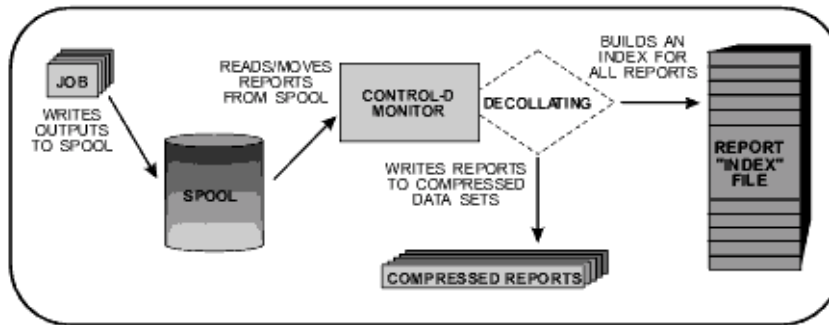 JOB
WRITES
OUTPUTS
TO SPOOL
SPOOL
READS/MOVES
REPORTS
FROM SPOOL
CONTROL-D
MONITOR
DECOLLATING
WRITES REPORTS
TO COMPRESSED
DATA SETS
COMPRESSED REPORTS
BUILDS AN
INDEX FOR
ALL REPORTS
REPORT
"INDEX"
FILE